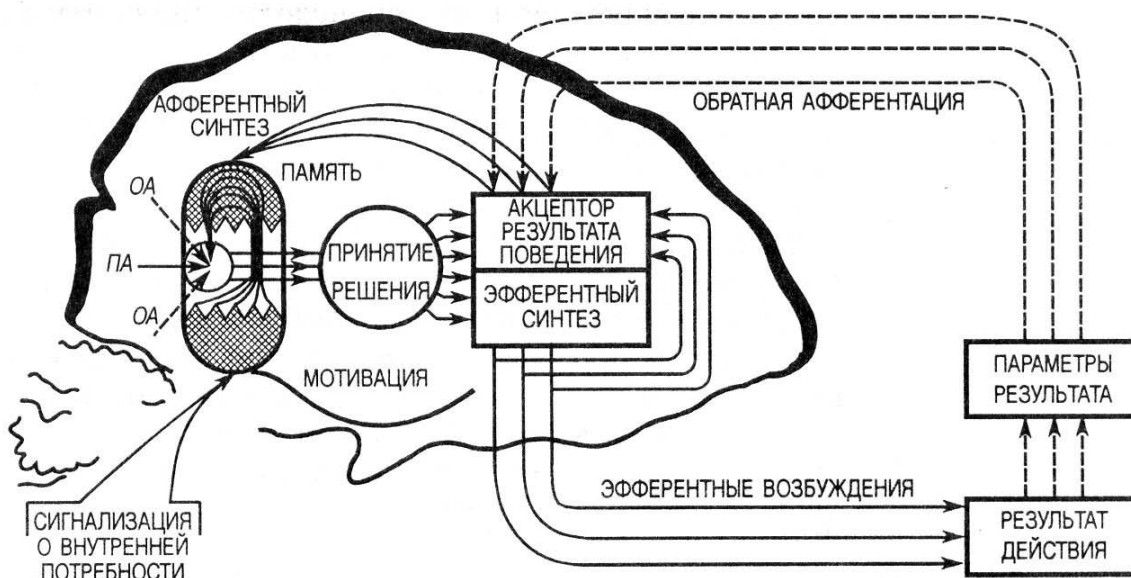 ОБРАТНАЯ АФФЕРЕНТАЦИЯ
АФФЕРЕНТНЫЙ
СИНТЕЗ
ПАМЯТЬ
ОА
ПА
ОА
ПРИНЯТИЕ
РЕШЕНИЯ
АКЦЕПТОР
РЕЗУЛЬТАТА
ПОВЕДЕНИЯ
ЭФФЕРЕНТНЫЙ
СИНТЕЗ
МОТИВАЦИЯ
ПАРАМЕТРЫ
РЕЗУЛЬТАТА
ЭФФЕРЕНТНЫЕ ВОЗБУЖДЕНИЯ
РЕЗУЛЬТАТ
ДЕЙСТВИЯ
СИГНАЛИЗАЦИЯ
О ВНУТРЕННЕЙ
ПОТРЕБНОСТИ